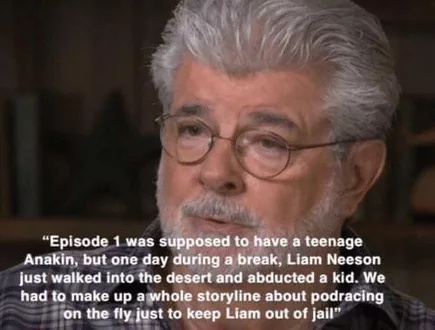 “Episode 1 was supposed to have a teenage
Anakin, but one day during a break, Liam Neeson
just walked into the desert and abducted a kid. We
had to make up a whole storyline about podracing
on the fly just to keep Liam out of jail”